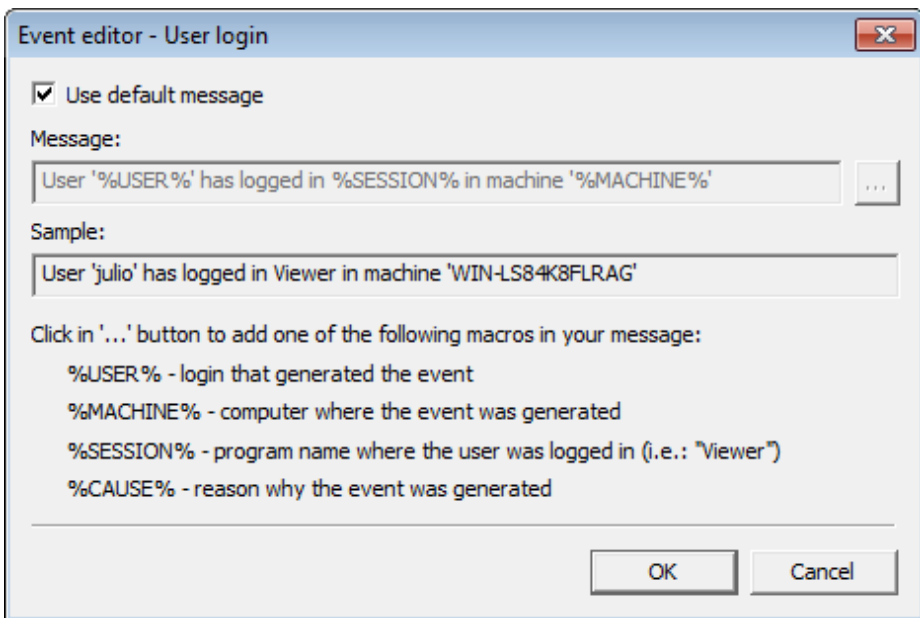 Event editor - User login
Use default message
Message:
User '%USER%' has logged in %SESSION% in machine '%MACHINE%'
...
Sample:
User 'julio' has logged in Viewer in machine 'WIN-LS84K8FLRAG'
Click in '...' button to add one of the following macros in your message:
%USER% - login that generated the event
%MACHINE% - computer where the event was generated
%SESSION% - program name where the user was logged in (i.e.: "Viewer")
%CAUSE% - reason why the event was generated
OK Cancel